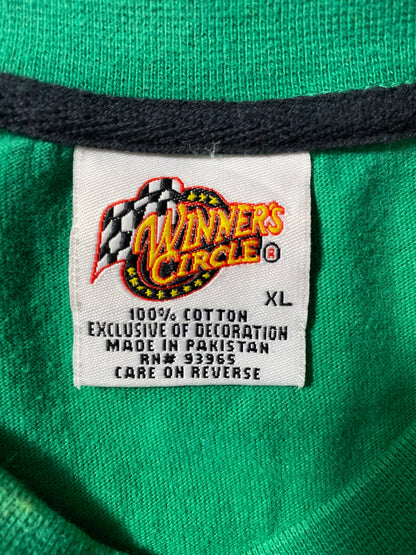 WINNER'S
CIRCLE ®
XL
100% COTTON
EXCLUSIVE OF DECORATION
MADE IN PAKISTAN
RN# 93965
CARE ON REVERSE